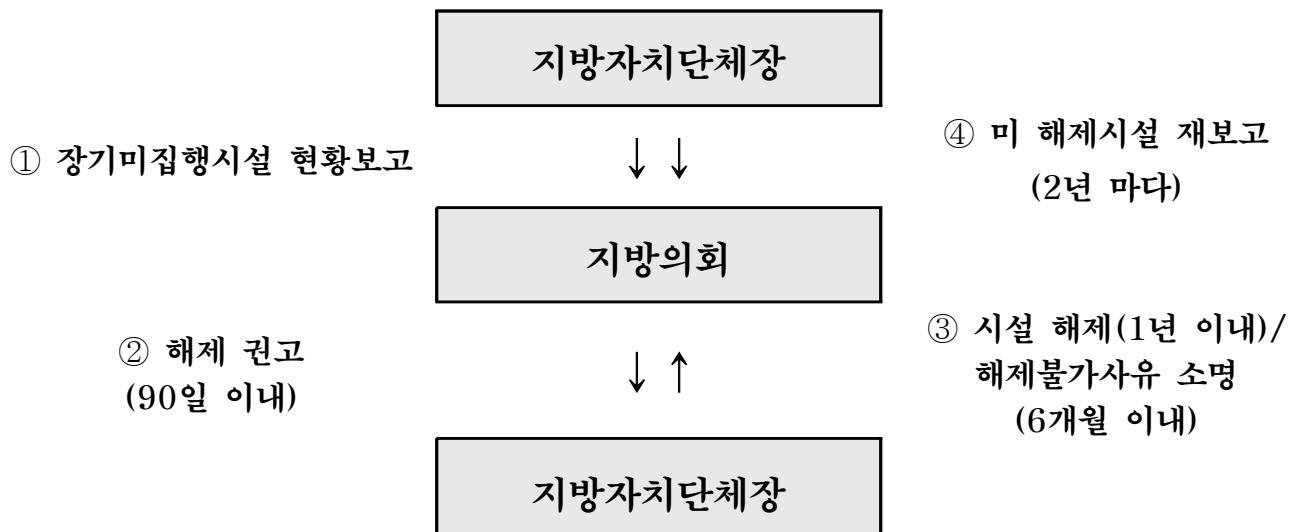 지방자치단체장
① 장기미집행시설 현황보고
↓ ↓
④ 미 해제시설 재보고
(2년 마다)
지방의회
② 해제 권고
(90일 이내)
↓ ↑
③ 시설 해제(1년 이내)/
해제불가사유 소명
(6개월 이내)
지방자치단체장